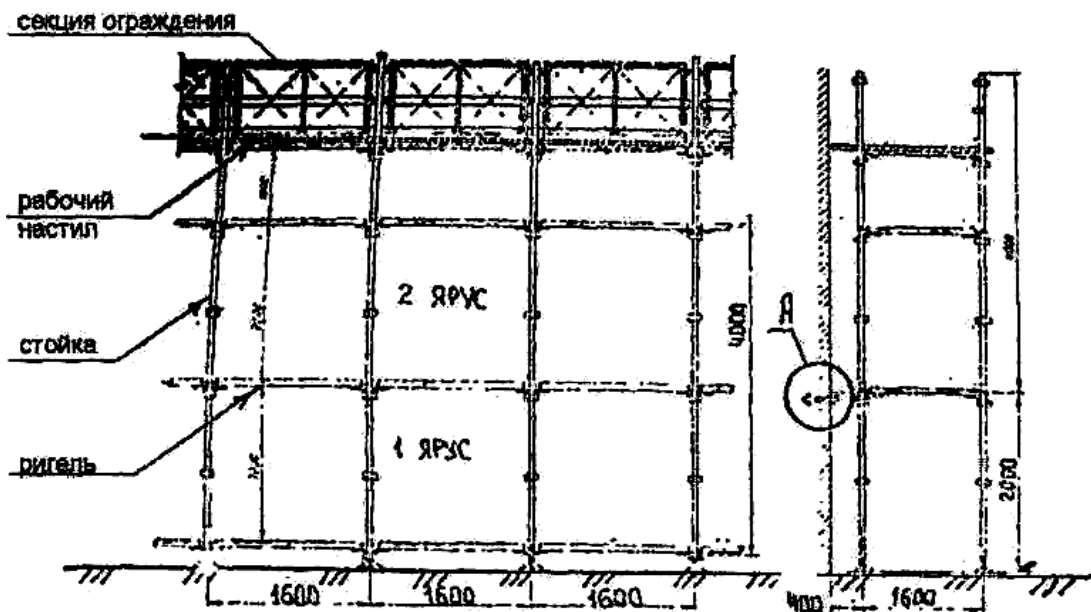 секция ограждения
рабочий
настил
стойка
ригель
2 ЯРУС
1 ЯРУС
4000
А
2000
1600
1600
1600
400
1600